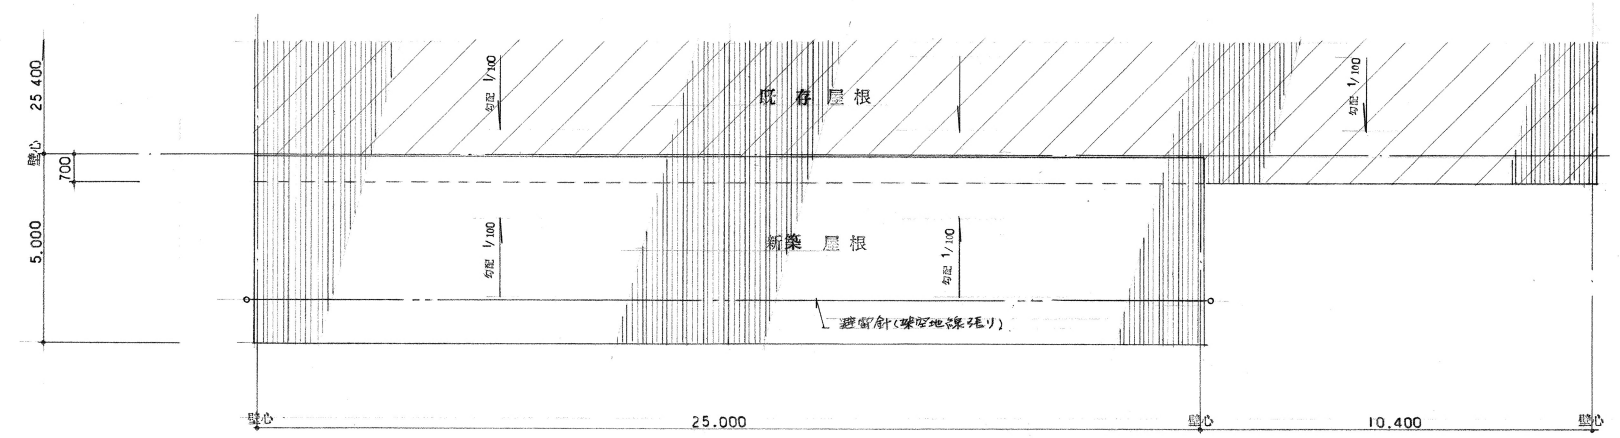 25 400
壁心
700
5.000
勾配 1/100
既存屋根
勾配 1/100
新築 屋根
勾配 1/100
勾配 1/100
避雷針(架空地線張り)
壁心
25.000
壁心
10,400
壁心